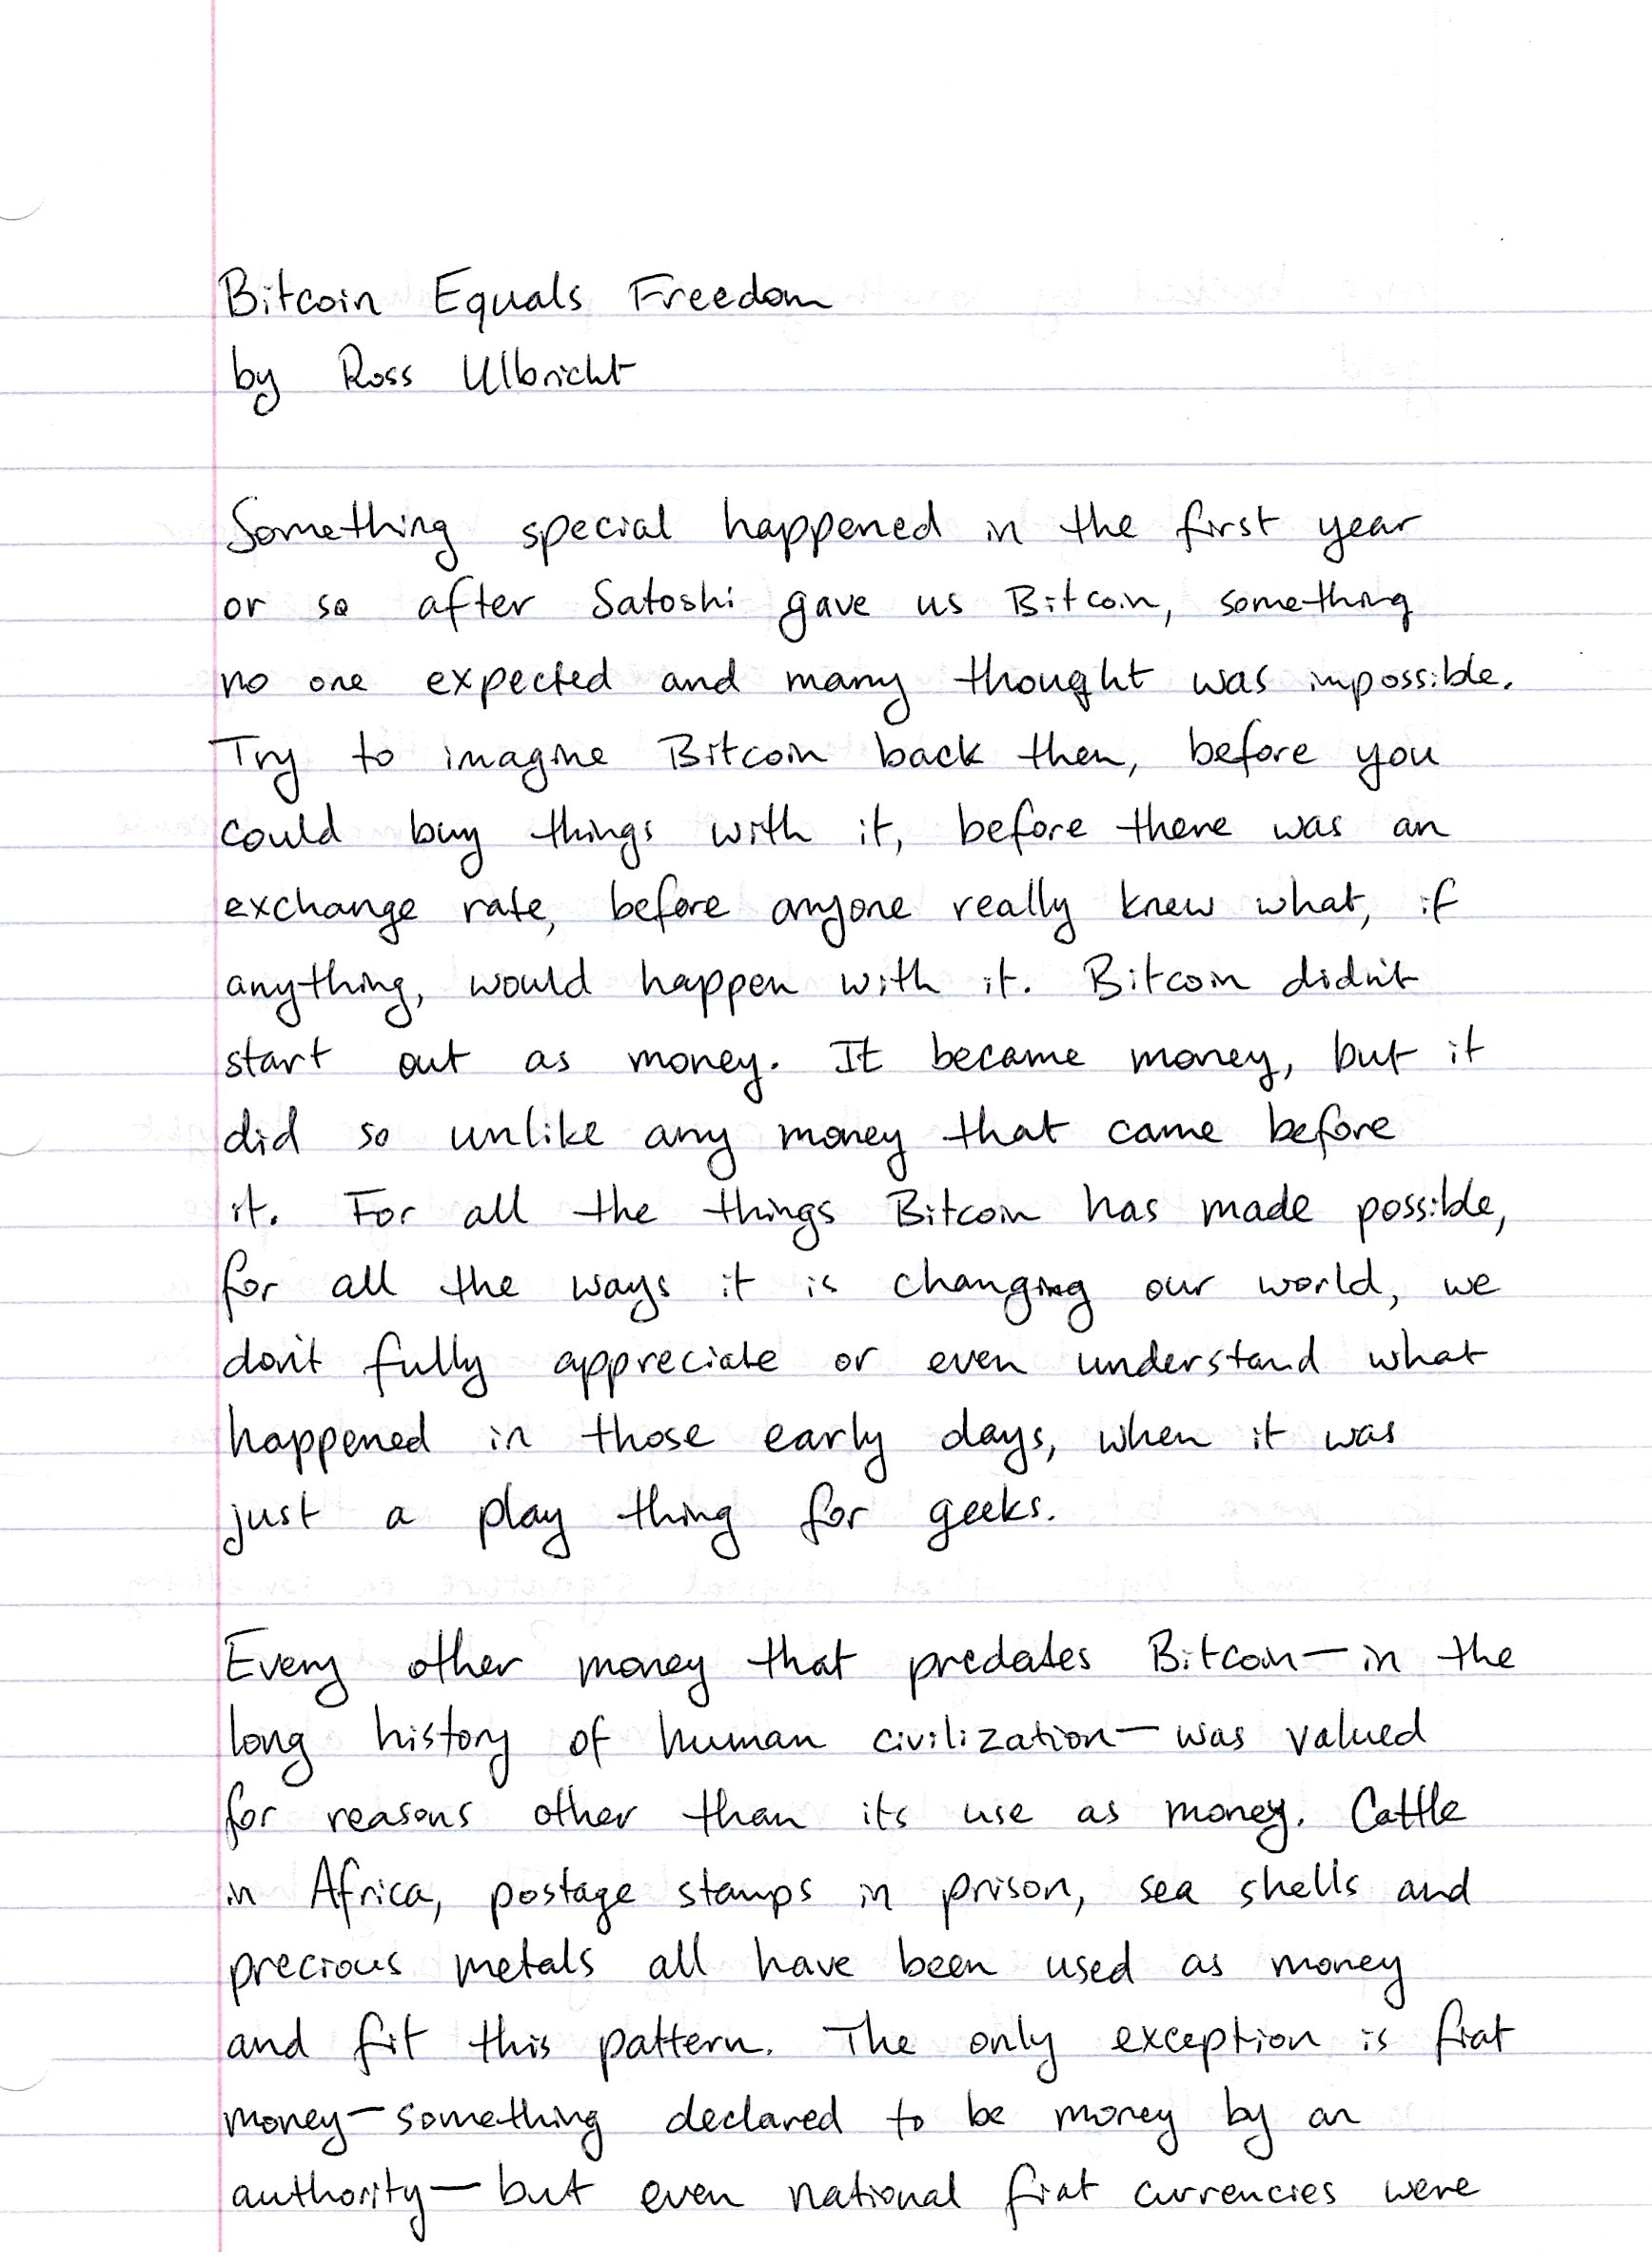 Bitcoin Equals Freedom
by Ross Ulbricht
Something special happened in the first year
or so after Satoshi gave us Bitcoin, something
no one expected and many thought was impossible.
Try to imagine Bitcoin back then, before you
could buy things with it, before there was an
exchange rate, before anyone really knew what, if
anything, would happen with it. Bitcoin didn't
start out as money. It became money, but it
did so unlike any money that came before
it. For all the things Bitcoin has made possible,
for all the ways it is changing our world, we
don't fully appreciate or even understand what
happened in those early days, when it was
just a play thing for geeks.
Every other money that predates Bitcoin—in the
long history of human civilization—was valued
for reasons other than its use as money. Cattle
in Africa, postage stamps in prison, sea shells and
precious metals all have been used as money
and fit this pattern. The only exception is fiat
money—something declared to be money by an
authority—but even national fiat currencies were